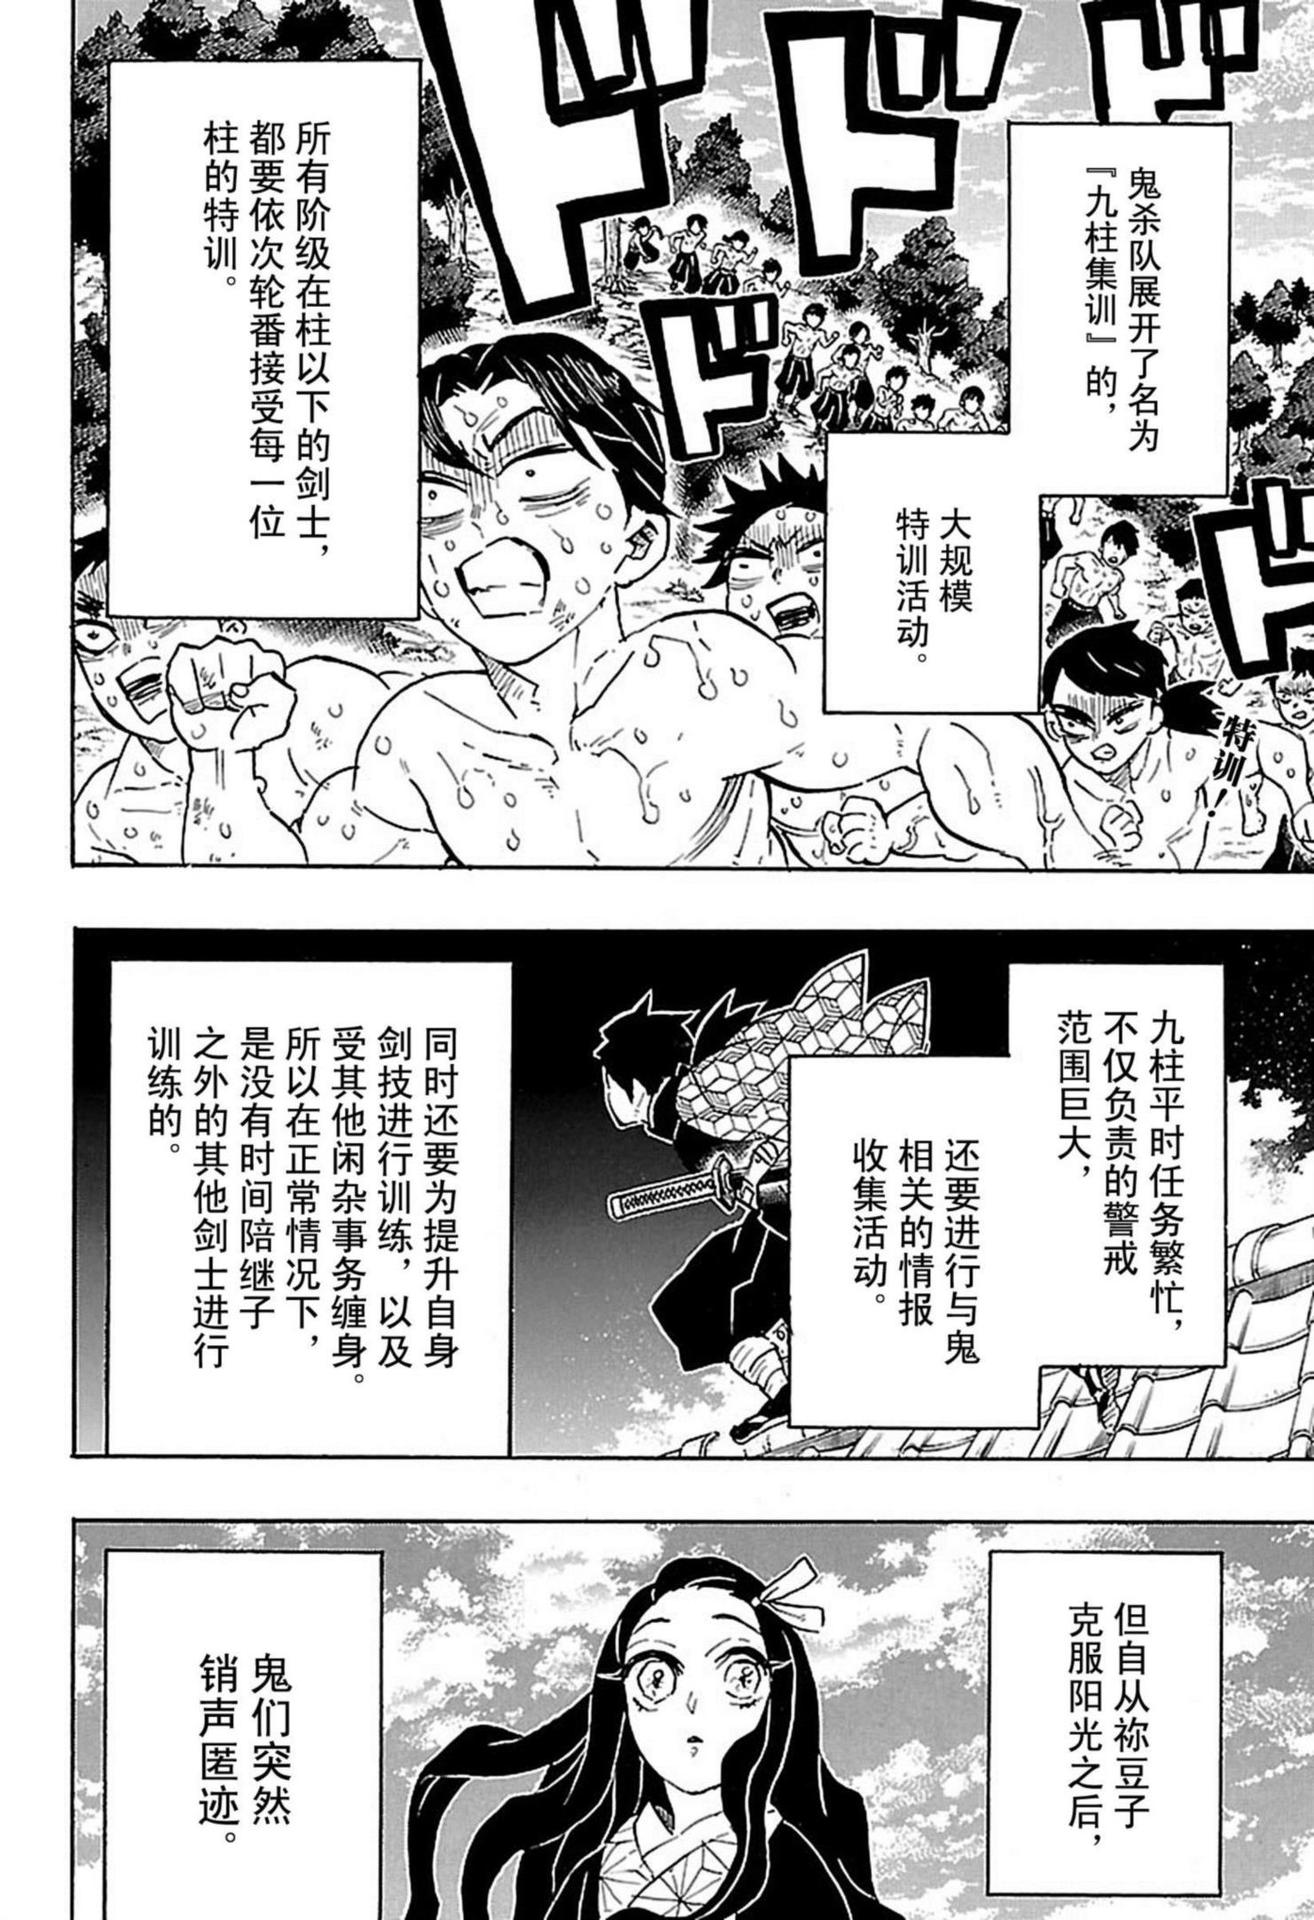 ドドドドドド
鬼杀队展开了名为
『九柱集训』的，
大规模
特训活动。
特训！
所有阶级在柱以下的剑士，
都要依次轮番接受每一位
柱的特训。
九柱平时任务繁忙，
不仅负责的警戒
范围巨大，
还要进行与鬼
相关的情报
收集活动。
同时还要为提升自身
剑技进行训练，以及
受其他闲杂事务缠身。
所以在正常情况下，
是没有时间陪继子
之外的其他剑士进行
训练的。
但自从祢豆子
克服阳光之后，
鬼们突然
销声匿迹。